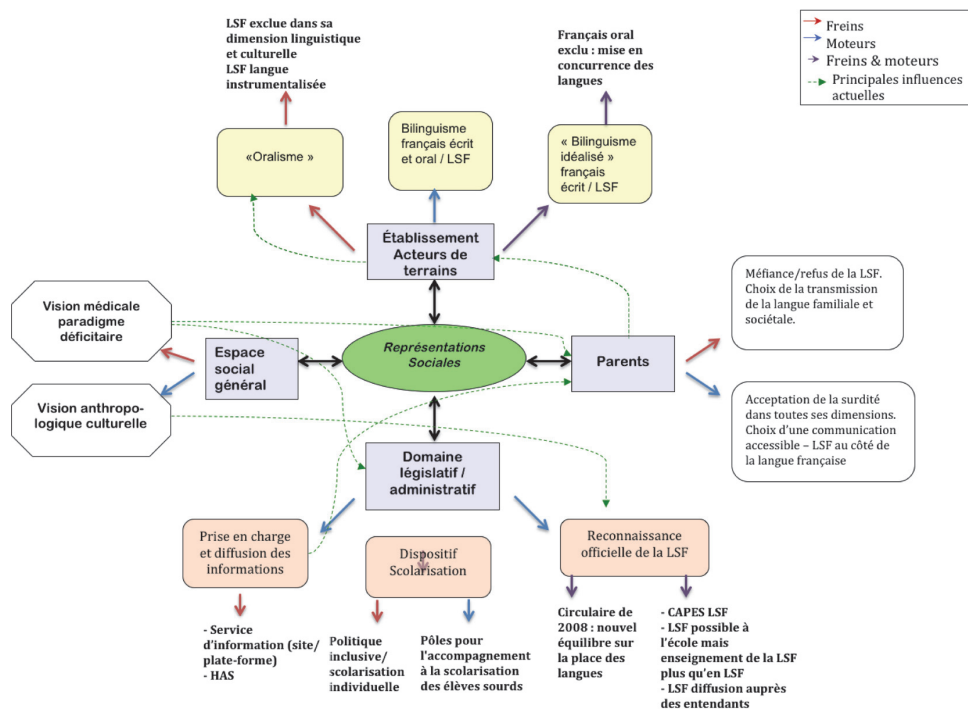 LSF exclue dans sa
dimension linguistique
et culturelle
LSF langue
instrumentalisée
Français oral
exclu : mise en
concurrence des
langues
Freins
Moteurs
Freins & moteurs
Principales influences
actuelles
«Oralisme »
Bilinguisme
français écrit
et oral / LSF
« Bilinguisme
idéalisé »
français
écrit / LSF
Établissement
Acteurs de
terrains
Vision médicale
paradigme
déficitaire
Vision anthropo-
logique culturelle
Espace
social
général
Représentations
Sociales
Parents
Méfiance/refus de la LSF.
Choix de la transmission
de la langue familiale et
sociétale.
Acceptation de la surdité
dans toutes ses dimensions.
Choix d'une communication
accessible – LSF au côté de
la langue française
Domaine
législatif /
administratif
Prise en charge
et diffusion des
informations
Dispositif
Scolarisation
Reconnaissance
officielle de la LSF
- Service
d'information (site/
plate-forme)
- HAS
Politique
inclusive/
scolarisation
individuelle
Pôles pour
l'accompagnement
à la scolarisation
des élèves sourds
Circulaire de
2008 : nouvel
équilibre sur
la place des
langues
- CAPES LSF
- LSF possible à
l'école mais
enseignement de la LSF
plus qu'en LSF
- LSF diffusion auprès
des entendants